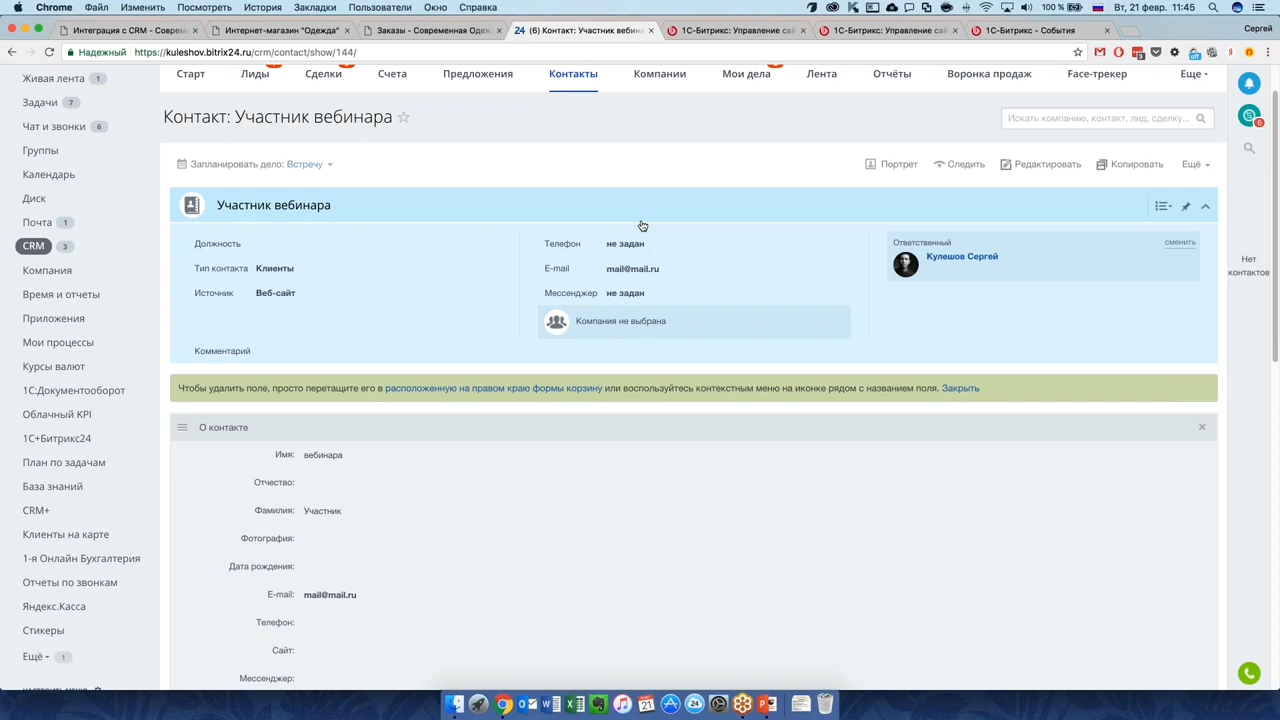 Chrome Файл Изменить Посмотреть История Закладки Пользователи Окно Справка 100 % Вт, 21 февр. 11:45
Интеграция с CRM - Соврем Интернет-магазин "Одежда" Заказы - Современная Одеж (6) Контакт: Участник вебин 1С-Битрикс: Управление сай 1С-Битрикс: Управление сай 1С-Битрикс - События Сергей
Надежный https://kuleshov.bitrix24.ru/crm/contact/show/144/
Старт Лиды Сделки Счета Предложения Контакты Компании Мои дела Лента Отчёты Воронка продаж Face-трекер Еще
Живая лента 1
Задачи 7
Чат и звонки 6
Группы
Календарь
Диск
Почта 1
CRM 3
Компания
Время и отчеты
Приложения
Мои процессы
Курсы валют
1С:Документооборот
Облачный KPI
1С+Битрикс24
План по задачам
База знаний
CRM+
Клиенты на карте
1-я Онлайн Бухгалтерия
Отчеты по звонкам
Яндекс.Касса
Стикеры
Ещё 1
Контакт: Участник вебинара
Искать компанию, контакт, лид, сделку...
Запланировать дело: Встречу
Портрет Следить Редактировать Копировать Ещё
Участник вебинара
Должность
Тип контакта Клиенты
Источник Веб-сайт
Телефон не задан
E-mail mail@mail.ru
Мессенджер не задан
Компания не выбрана
Ответственный сменить
Кулешов Сергей
Комментарий
Чтобы удалить поле, просто перетащите его в расположенную на правом краю формы корзину или воспользуйтесь контекстным меню на иконке рядом с названием поля. Закрыть
О контакте
Имя: вебинара
Отчество:
Фамилия: Участник
Фотография:
Дата рождения:
E-mail: mail@mail.ru
Телефон:
Сайт:
Мессенджер:
6
Нет
контактов